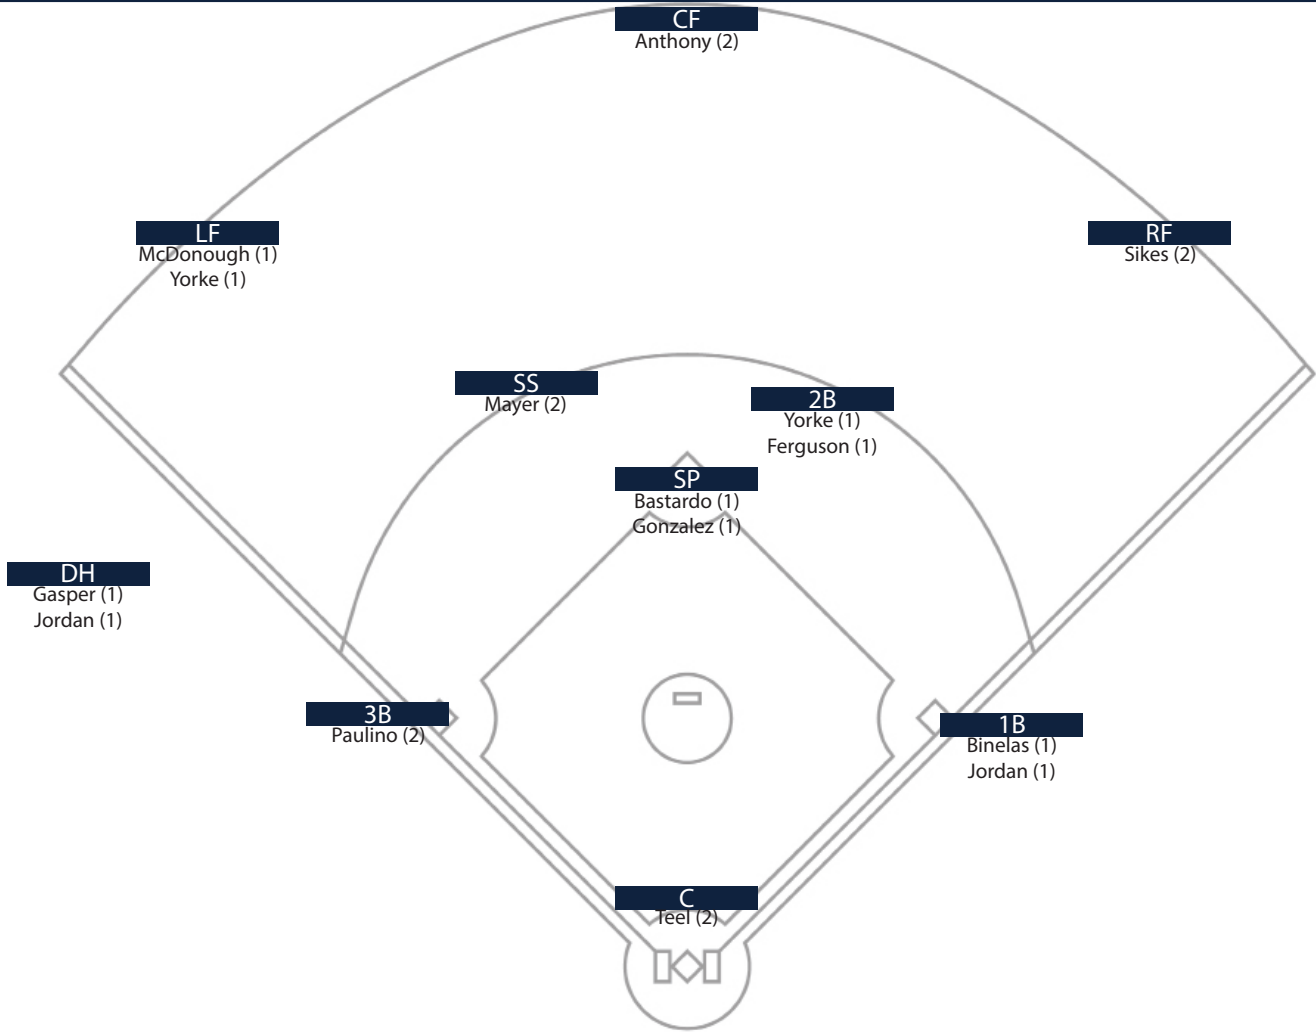 CF
Anthony (2)
LF
McDonough (1)
Yorke (1)
RF
Sikes (2)
SS
Mayer (2)
2B
Yorke (1)
Ferguson (1)
SP
Bastardo (1)
Gonzalez (1)
DH
Gasper (1)
Jordan (1)
3B
Paulino (2)
1B
Binelas (1)
Jordan (1)
C
Teel (2)